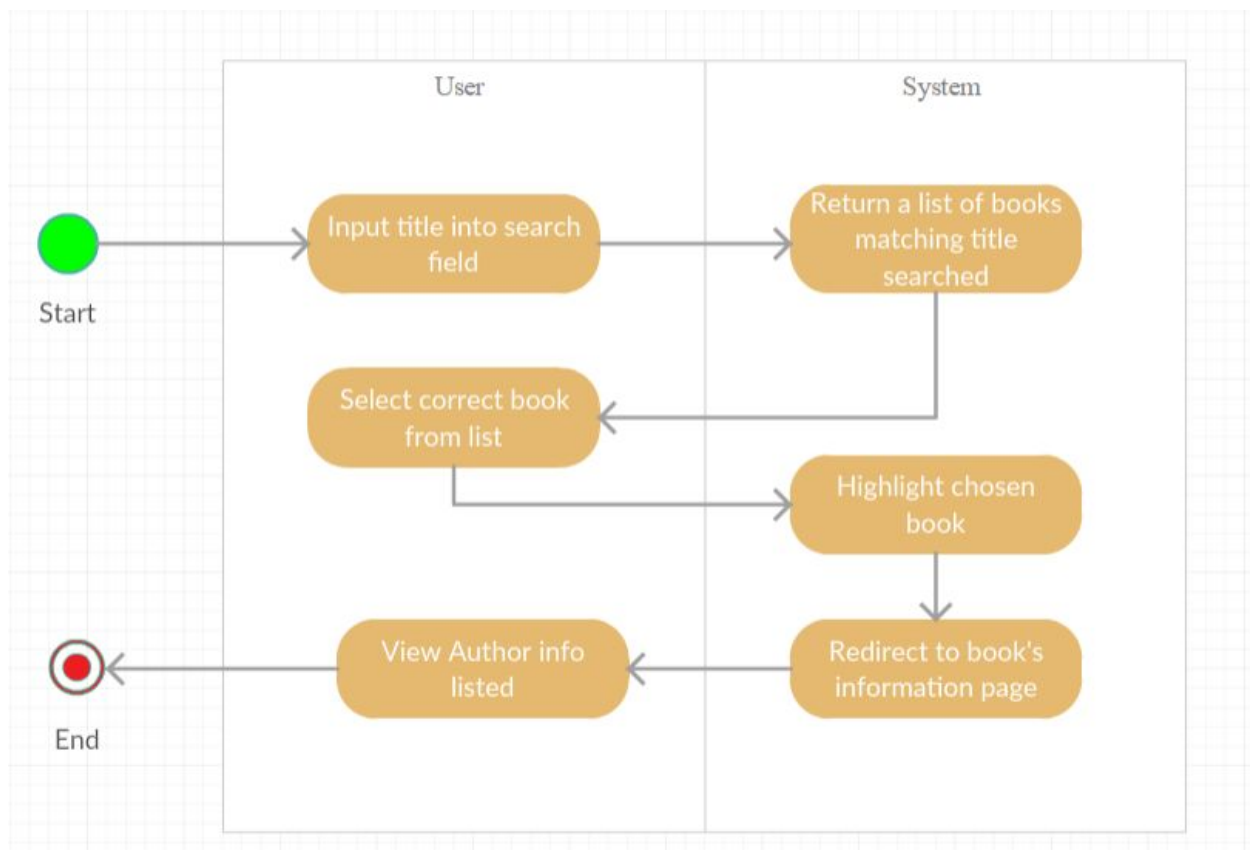 User
System
Start
Input title into search
field
Return a list of books
matching title
searched
Select correct book
from list
Highlight chosen
book
Redirect to book's
information page
View Author info
listed
End